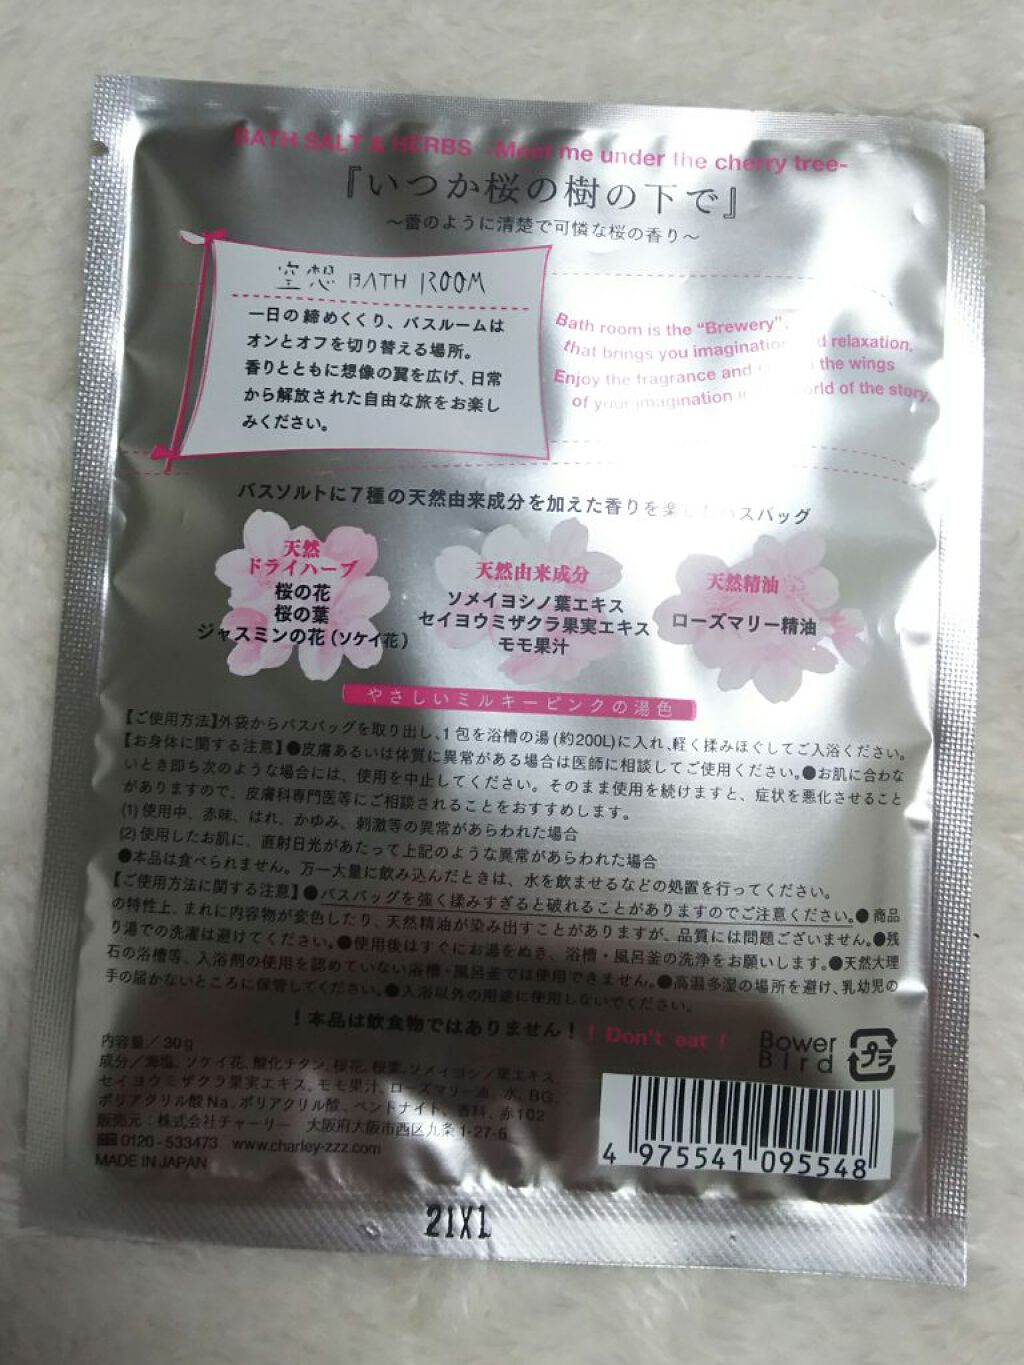 BATH SALT & HERBS -Meet me under the cherry tree-
『いつか桜の樹の下で』
～蕾のように清楚で可憐な桜の香り～
空想 BATH ROOM
一日の締めくくり、バスルームは
オンとオフを切り替える場所。
香りとともに想像の翼を広げ、日常
から解放された自由な旅をお楽し
みください。
Bath room is the "Brewery".
that brings you imagination d relaxation.
Enjoy the fragrance and the wings
of your imagination world of the story.
バスソルトに7種の天然由来成分を加えた香りを楽しむバスバッグ
天然
ドライハーブ
桜の花
桜の葉
ジャスミンの花(ソケイ花)
天然由来成分
ソメイヨシノ葉エキス
セイヨウミザクラ果実エキス
モモ果汁
天然精油
ローズマリー精油
やさしいミルキーピンクの湯色
【ご使用方法】外袋からバスバッグを取り出し、1包を浴槽の湯(約200L)に入れ、軽く揉みほぐしてご入浴ください。
【お身体に関する注意】●皮膚あるいは体質に異常がある場合は医師に相談してご使用ください。●お肌に合わな
いとき即ち次のような場合には、使用を中止してください。そのまま使用を続けますと、症状を悪化させること
がありますので、皮膚科専門医等にご相談されることをおすすめします。
(1)使用中、赤味、はれ、かゆみ、刺激等の異常があらわれた場合
(2)使用したお肌に、直射日光があたって上記のような異常があらわれた場合
●本品は食べられません。万一大量に飲み込んだときは、水を飲ませるなどの処置を行ってください。
【ご使用方法に関する注意】●バスバッグを強く揉みすぎると破れることがありますのでご注意ください。●商品
の特性上、まれに内容物が変色したり、天然精油が染み出すことがありますが、品質には問題ございません。●残
り湯での洗濯は避けてください。●使用後はすぐにお湯をぬき、浴槽・風呂釜の洗浄をお願いします。●天然大理
石の浴槽等、入浴剤の使用を認めていない浴槽・風呂釜では使用できません。●高温多湿の場所を避け、乳幼児の
手の届かないところに保管してください。●入浴以外の用途に使用しないでください。
！本品は飲食物ではありません！！Don't eat！
内容量／30g
成分／海塩、ソケイ花、酸化チタン、桜花、桜葉、ソメイヨシノ葉エキス、
セイヨウミザクラ果実エキス、モモ果汁、ローズマリー油、水、BG、
ポリアクリル酸Na、ポリアクリル酸、ベントナイト、香料、赤102
販売元：株式会社チャーリー 大阪府大阪市西区九条1-27-6
0120-533473 www.charley-zzz.com
MADE IN JAPAN
Bower
Bird
プラ
4 975541 095548
21X1